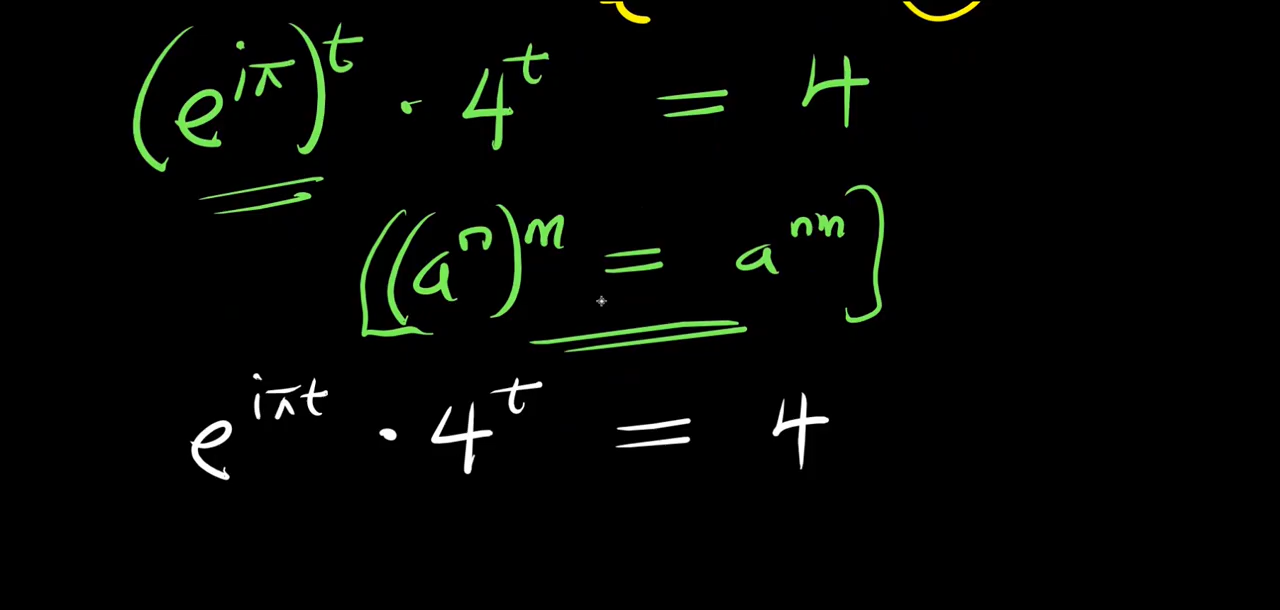 (e^{iπ})^t · 4^t = 4
[(a^n)^m = a^{nm}]
e^{iπt} · 4^t = 4